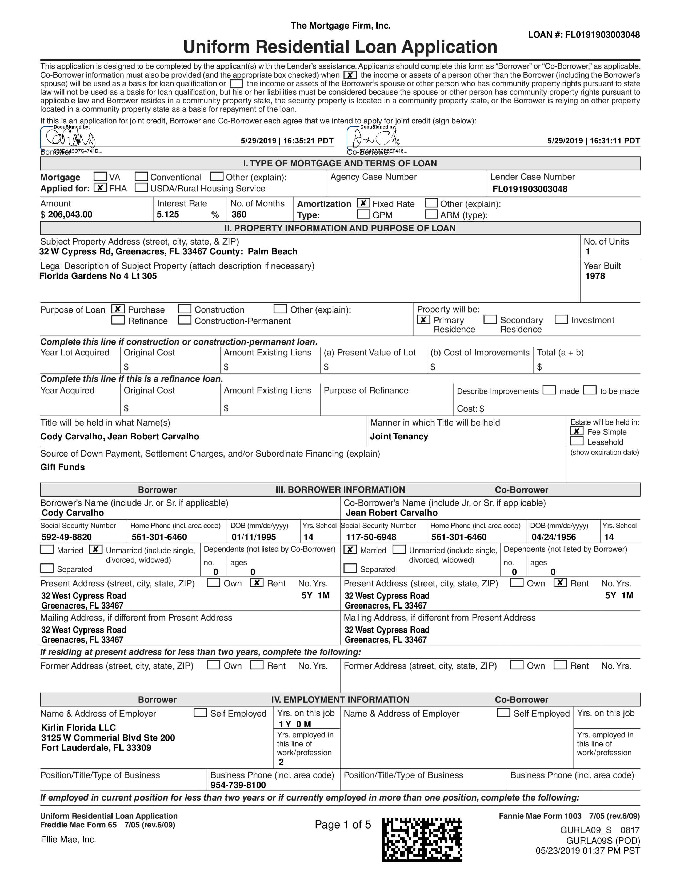 The Mortgage Firm, Inc.
LOAN #: FL0191903003048
Uniform Residential Loan Application
This application is designed to be completed by the applicant(s) with the Lender's assistance. Applicants should complete this form as "Borrower" or "Co-Borrower," as applicable.
Co-Borrower information must also be provided (and the appropriate box checked) when [X] the income or assets of a person other than the Borrower (including the Borrower's
spouse) will be used as a basis for loan qualification or [ ] the income or assets of the Borrower's spouse or other person who has community property rights pursuant to state
law will not be used as a basis for loan qualification, but his or her liabilities must be considered because the spouse or other person has community property rights pursuant to
applicable law and Borrower resides in a community property state, the security property is located in a community property state, or the Borrower is relying on other property
located in a community property state as a basis for repayment of the loan.
If this is an application for joint credit, Borrower and Co-Borrower each agree that we intend to apply for joint credit (sign below):
DocuSigned by: DocuSigned by:
5/29/2019 | 16:35:21 PDT 5/29/2019 | 16:31:11 PDT
Borrower Co-Borrower
I. TYPE OF MORTGAGE AND TERMS OF LOAN
Mortgage [ ] VA [ ] Conventional [ ] Other (explain): Agency Case Number Lender Case Number
Applied for: [X] FHA [ ] USDA/Rural Housing Service FL0191903003048
Amount Interest Rate No. of Months Amortization [X] Fixed Rate [ ] Other (explain):
$ 206,043.00 5.125 % 360 Type: [ ] GPM [ ] ARM (type):
II. PROPERTY INFORMATION AND PURPOSE OF LOAN
Subject Property Address (street, city, state, & ZIP) No. of Units
32 W Cypress Rd, Greenacres, FL 33467 County: Palm Beach 1
Legal Description of Subject Property (attach description if necessary) Year Built
Florida Gardens No 4 Lt 305 1978
Purpose of Loan [X] Purchase [ ] Construction [ ] Other (explain): Property will be:
[ ] Refinance [ ] Construction-Permanent [X] Primary Residence [ ] Secondary Residence [ ] Investment
Complete this line if construction or construction-permanent loan.
Year Lot Acquired Original Cost Amount Existing Liens (a) Present Value of Lot (b) Cost of Improvements Total (a + b)
$ $ $ $ $
Complete this line if this is a refinance loan.
Year Acquired Original Cost Amount Existing Liens Purpose of Refinance Describe Improvements [ ] made [ ] to be made
$ $ Cost: $
Title will be held in what Name(s) Manner in which Title will be held Estate will be held in:
Cody Carvalho, Jean Robert Carvalho Joint Tenancy [X] Fee Simple
[ ] Leasehold
Source of Down Payment, Settlement Charges, and/or Subordinate Financing (explain) (show expiration date)
Gift Funds
Borrower III. BORROWER INFORMATION Co-Borrower
Borrower's Name (include Jr. or Sr. if applicable) Co-Borrower's Name (include Jr. or Sr. if applicable)
Cody Carvalho Jean Robert Carvalho
Social Security Number Home Phone (incl. area code) DOB (mm/dd/yyyy) Yrs. School Social Security Number Home Phone (incl. area code) DOB (mm/dd/yyyy) Yrs. School
592-49-8820 561-301-6460 01/11/1995 14 117-50-6948 561-301-6460 04/24/1956 14
[ ] Married [X] Unmarried (include single, divorced, widowed) Dependents (not listed by Co-Borrower) [X] Married [ ] Unmarried (include single, divorced, widowed) Dependents (not listed by Borrower)
[ ] Separated no. 0 ages 0 [ ] Separated no. 0 ages 0
Present Address (street, city, state, ZIP) [ ] Own [X] Rent No. Yrs. Present Address (street, city, state, ZIP) [ ] Own [X] Rent No. Yrs.
32 West Cypress Road 5Y 1M 32 West Cypress Road 5Y 1M
Greenacres, FL 33467 Greenacres, FL 33467
Mailing Address, if different from Present Address Mailing Address, if different from Present Address
32 West Cypress Road 32 West Cypress Road
Greenacres, FL 33467 Greenacres, FL 33467
If residing at present address for less than two years, complete the following:
Former Address (street, city, state, ZIP) [ ] Own [ ] Rent No. Yrs. Former Address (street, city, state, ZIP) [ ] Own [ ] Rent No. Yrs.
Borrower IV. EMPLOYMENT INFORMATION Co-Borrower
Name & Address of Employer [ ] Self Employed Yrs. on this job Name & Address of Employer [ ] Self Employed Yrs. on this job
1 Y 0 M
Kirlin Florida LLC Yrs. employed in this line of work/profession Yrs. employed in this line of work/profession
3125 W Commerial Blvd Ste 200
Fort Lauderdale, FL 33309
2
Position/Title/Type of Business Business Phone (incl. area code) Position/Title/Type of Business Business Phone (incl. area code)
954-739-8100
If employed in current position for less than two years or if currently employed in more than one position, complete the following:
Uniform Residential Loan Application Fannie Mae Form 1003 7/05 (rev.6/09)
Freddie Mac Form 65 7/05 (rev.6/09) Page 1 of 5 GURLA09_S 0817
Ellie Mae, Inc. GURLA09S (POD)
05/23/2019 01:37 PM PST